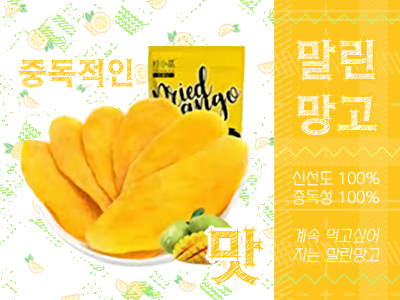 중독적인
Dried
mango
맛
말린
망고
신선도 100%
중독성 100%
계속 먹고싶어
지는 말린망고